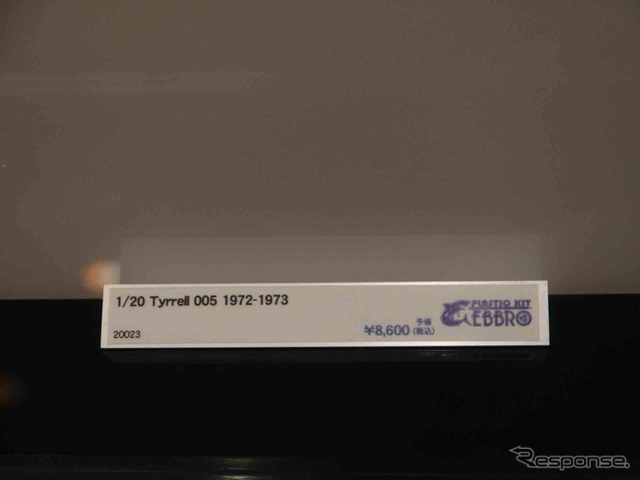 1/20 Tyrrell 005 1972-1973
20023
予価
¥8,600(税込)
PLASTIC KIT
EBBRO
Response.